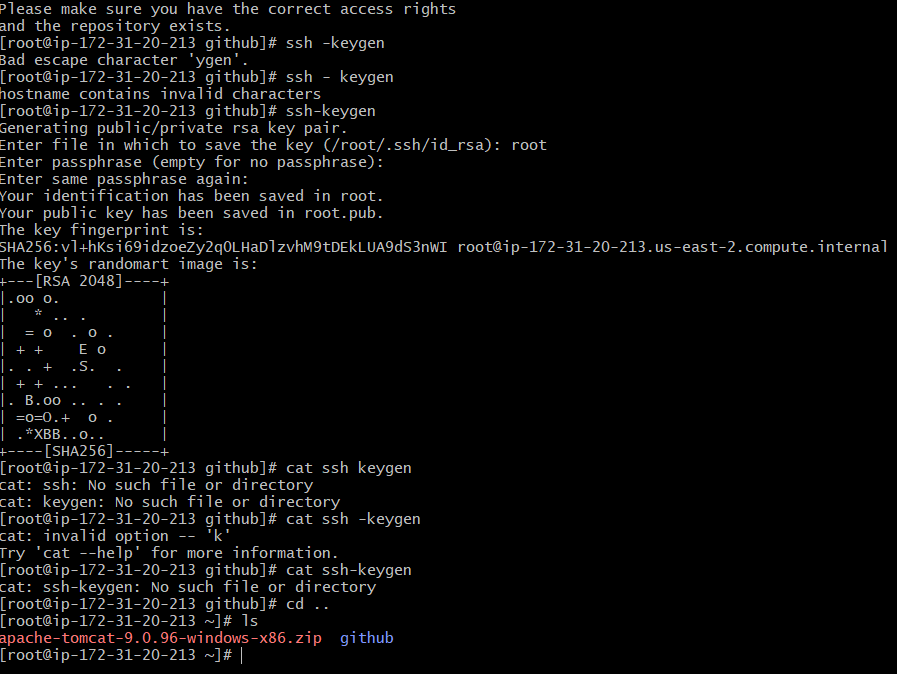 Please make sure you have the correct access rights
and the repository exists.
[root@ip-172-31-20-213 github]# ssh -keygen
Bad escape character 'ygen'.
[root@ip-172-31-20-213 github]# ssh - keygen
hostname contains invalid characters
[root@ip-172-31-20-213 github]# ssh-keygen
Generating public/private rsa key pair.
Enter file in which to save the key (/root/.ssh/id_rsa): root
Enter passphrase (empty for no passphrase):
Enter same passphrase again:
Your identification has been saved in root.
Your public key has been saved in root.pub.
The key fingerprint is:
SHA256:vl+hKsi69idzoeZy2q0LHaDlzvhM9tDEkLUA9dS3nWI root@ip-172-31-20-213.us-east-2.compute.internal
The key's randomart image is:
+---[RSA 2048]----+
|.oo o.           |
|   * .. .        |
|  = o  . o .     |
| + +    E o      |
|. . +  .S.  .    |
| + + ...   . .   |
|. B.oo .. . .    |
| =o=O.+  o .     |
| .*XBB..o..      |
+----[SHA256]-----+
[root@ip-172-31-20-213 github]# cat ssh keygen
cat: ssh: No such file or directory
cat: keygen: No such file or directory
[root@ip-172-31-20-213 github]# cat ssh -keygen
cat: invalid option -- 'k'
Try 'cat --help' for more information.
[root@ip-172-31-20-213 github]# cat ssh-keygen
cat: ssh-keygen: No such file or directory
[root@ip-172-31-20-213 github]# cd ..
[root@ip-172-31-20-213 ~]# ls
apache-tomcat-9.0.96-windows-x86.zip  github
[root@ip-172-31-20-213 ~]#